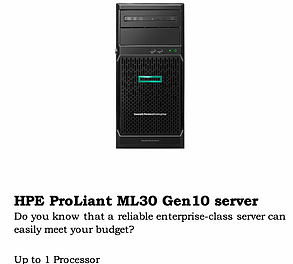 HPE ProLiant ML30 Gen10 server
Do you know that a reliable enterprise-class server can
easily meet your budget?
Up to 1 Processor